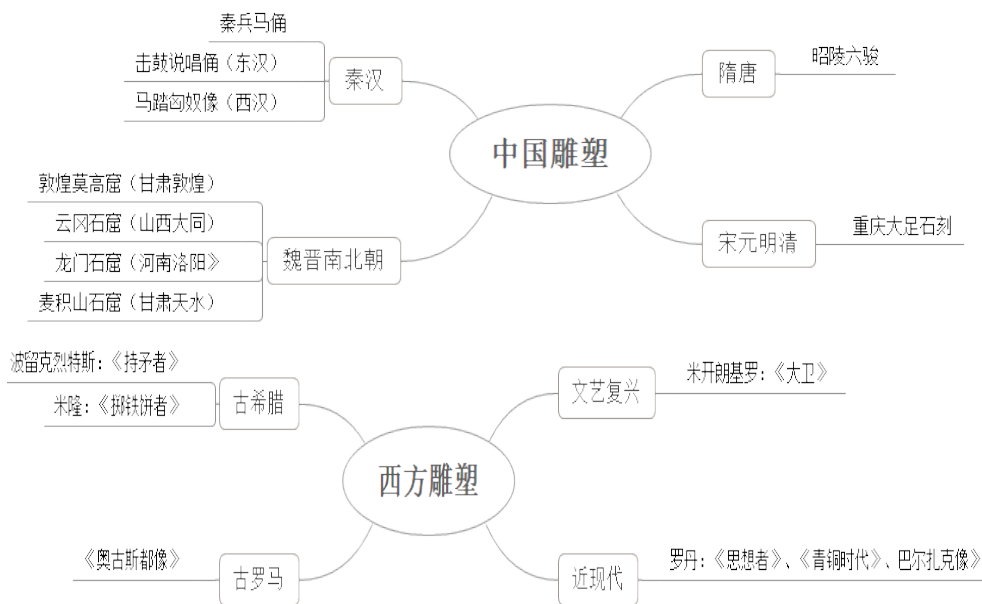 秦兵马俑
击鼓说唱俑（东汉）
马踏匈奴像（西汉）
秦汉
隋唐
昭陵六骏
中国雕塑
敦煌莫高窟（甘肃敦煌）
云冈石窟（山西大同）
龙门石窟（河南洛阳》
麦积山石窟（甘肃天水）
魏晋南北朝
宋元明清
重庆大足石刻
波留克烈特斯：《持矛者》
米隆：《掷铁饼者》
古希腊
文艺复兴
米开朗基罗：《大卫》
西方雕塑
《奥古斯都像》
古罗马
近现代
罗丹：《思想者》、《青铜时代》、巴尔扎克像》